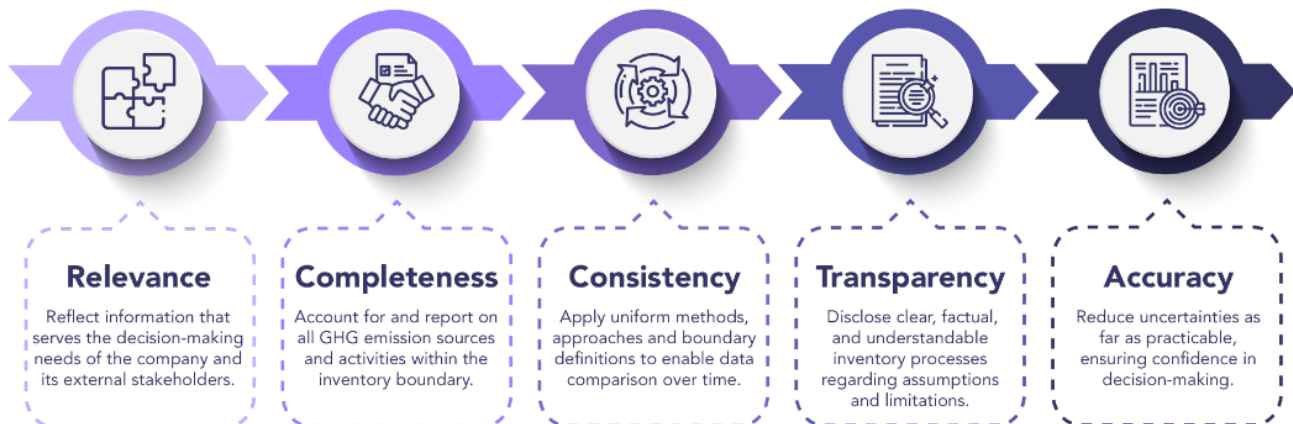 Relevance
Reflect information that
serves the decision-making
needs of the company and
its external stakeholders.
Completeness
Account for and report on
all GHG emission sources
and activities within the
inventory boundary.
Consistency
Apply uniform methods,
approaches and boundary
definitions to enable data
comparison over time.
Transparency
Disclose clear, factual,
and understandable
inventory processes
regarding assumptions
and limitations.
Accuracy
Reduce uncertainties as
far as practicable,
ensuring confidence in
decision-making.